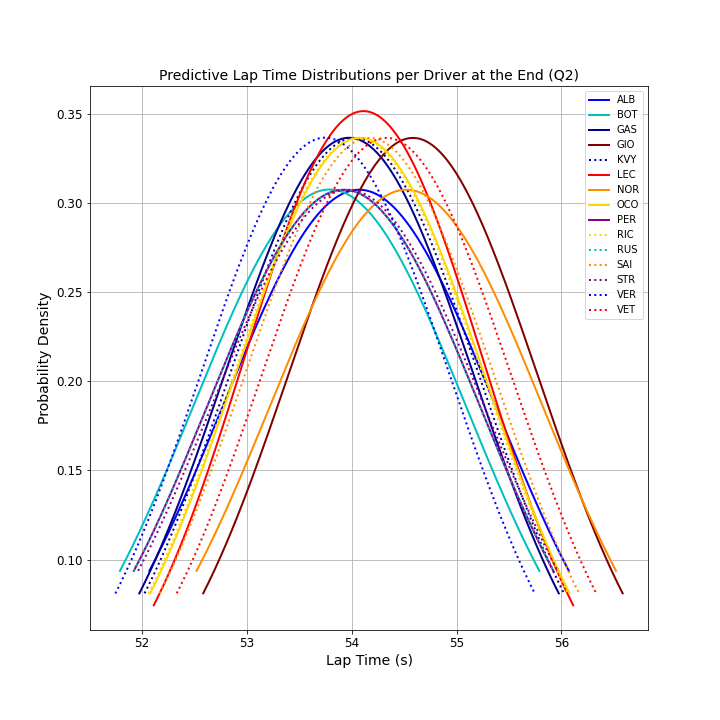 Predictive Lap Time Distributions per Driver at the End (Q2)
ALB
BOT
GAS
GIO
KVY
LEC
NOR
OCO
PER
RIC
RUS
SAI
STR
VER
VET
0.35
0.30
0.25
0.20
0.15
0.10
Probability Density
52 53 54 55 56
Lap Time (s)